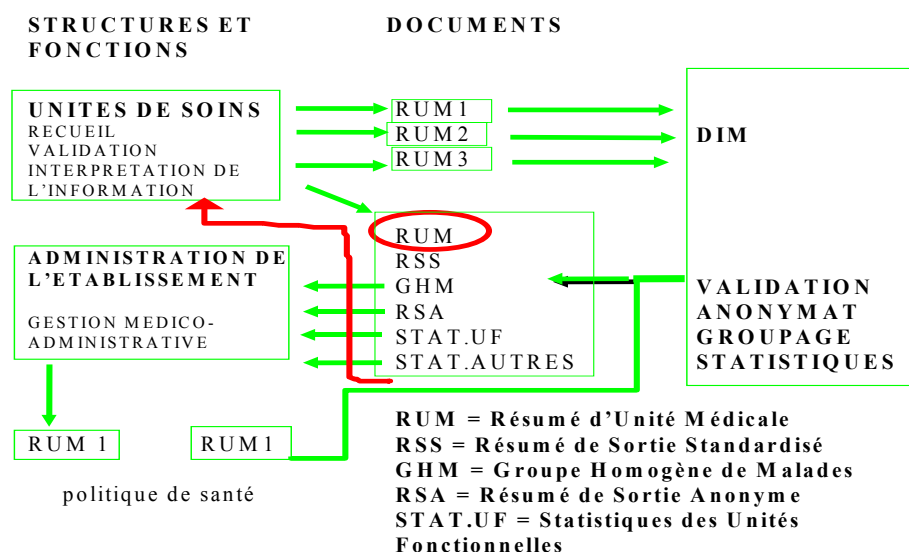 STRUCTURES ET
FONCTIONS
DOCUMENTS
UNITES DE SOINS
RECUEIL
VALIDATION
INTERPRETATION DE
L'INFORMATION
RUM1
RUM2
RUM3
DIM
RUM
RSS
GHM
RSA
STAT.UF
STAT.AUTRES
ADMINISTRATION DE
L'ETABLISSEMENT
GESTION MEDICO-
ADMINISTRATIVE
VALIDATION
ANONYMAT
GROUPAGE
STATISTIQUES
RUM 1
RUM1
politique de santé
RUM = Résumé d'Unité Médicale
RSS = Résumé de Sortie Standardisé
GHM = Groupe Homogène de Malades
RSA = Résumé de Sortie Anonyme
STAT.UF = Statistiques des Unités
Fonctionnelles